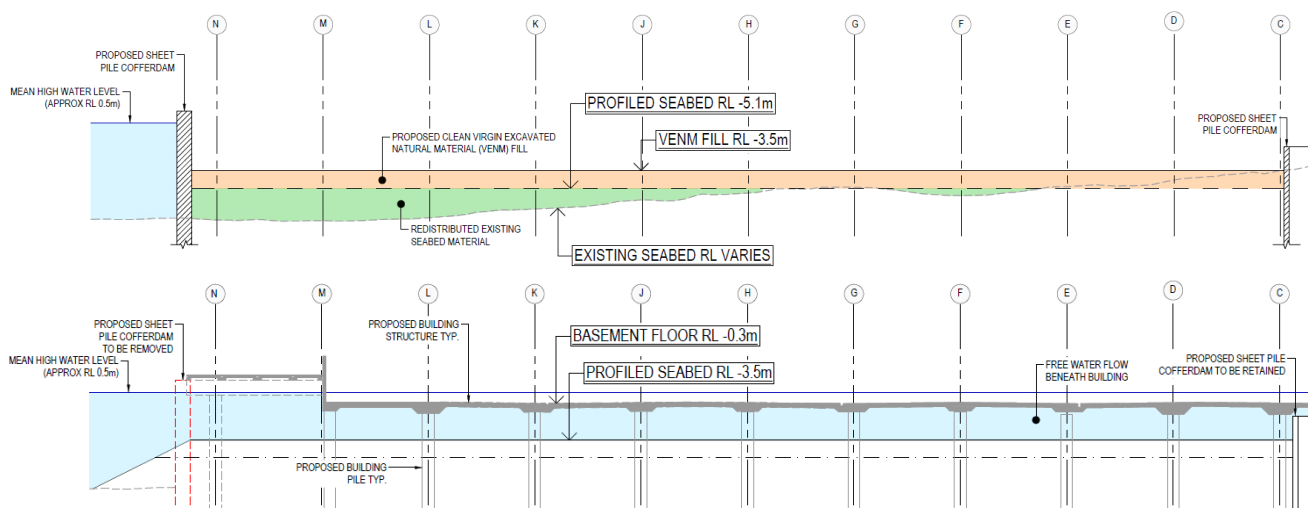 N M L K J H G F E D C
PROPOSED SHEET
PILE COFFERDAM
MEAN HIGH WATER LEVEL
(APPROX RL 0.5m)
PROFILED SEABED RL -5.1m
PROPOSED CLEAN VIRGIN EXCAVATED
NATURAL MATERIAL (VENM) FILL
VENM FILL RL -3.5m
PROPOSED SHEET
PILE COFFERDAM
REDISTRIBUTED EXISTING
SEABED MATERIAL
EXISTING SEABED RL VARIES
N M L K J H G F E D C
PROPOSED SHEET
PILE COFFERDAM
TO BE REMOVED
MEAN HIGH WATER LEVEL
(APPROX RL 0.5m)
PROPOSED BUILDING
STRUCTURE TYP.
BASEMENT FLOOR RL -0.3m
PROFILED SEABED RL -3.5m
FREE WATER FLOW
BENEATH BUILDING
PROPOSED SHEET PILE
COFFERDAM TO BE RETAINED
PROPOSED BUILDING
PILE TYP.